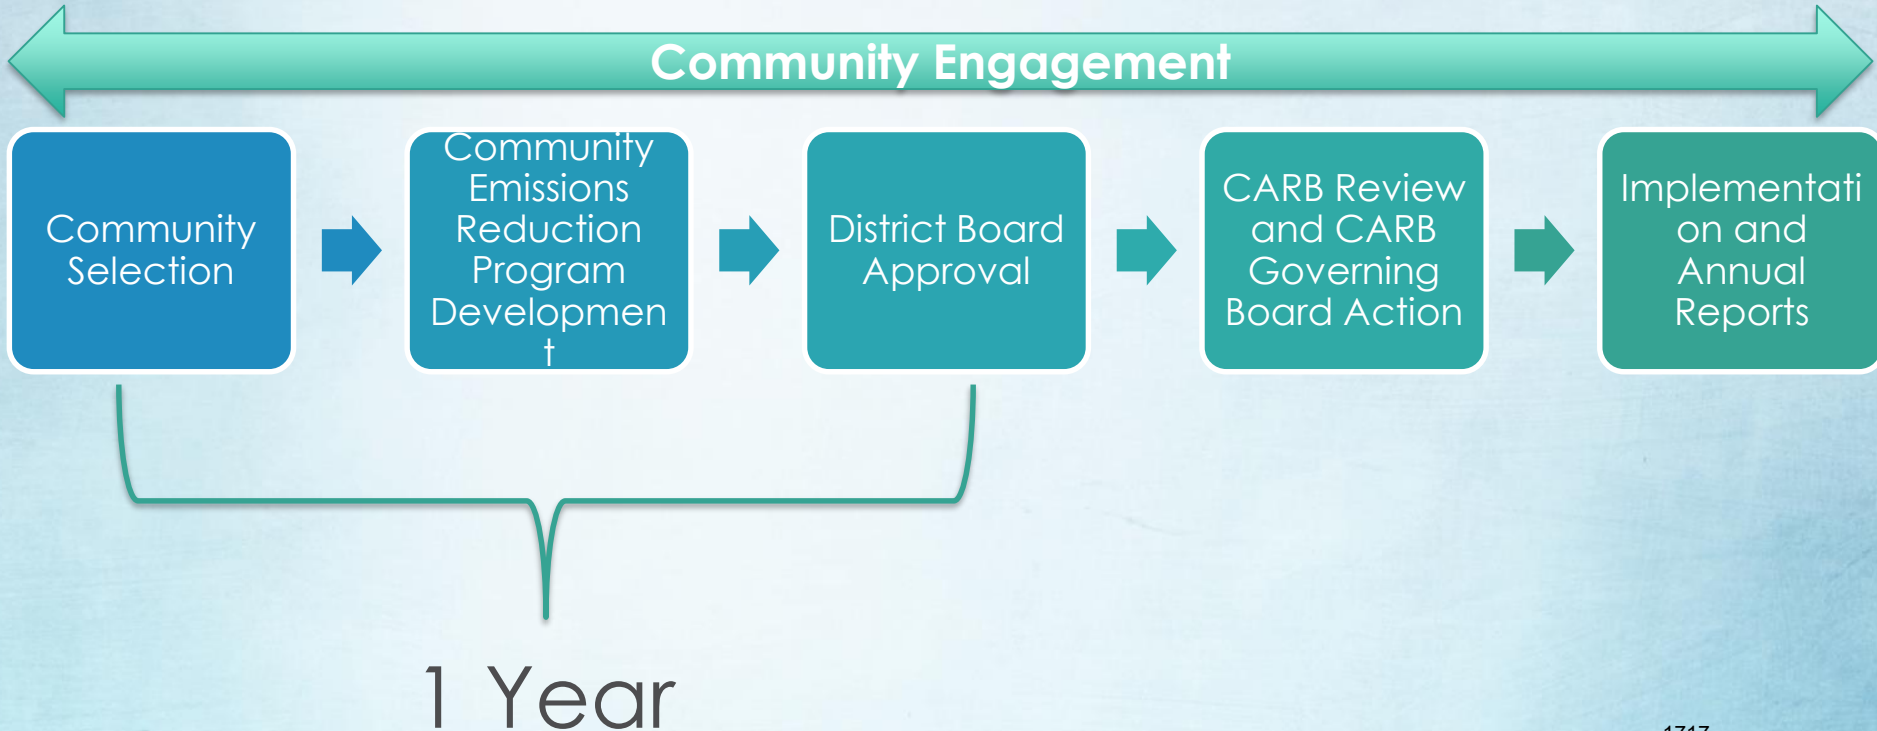 Community Engagement
Community
Selection
Community
Emissions
Reduction
Program
Developmen
t
District Board
Approval
CARB Review
and CARB
Governing
Board Action
Implementati
on and
Annual
Reports
1 Year
1717